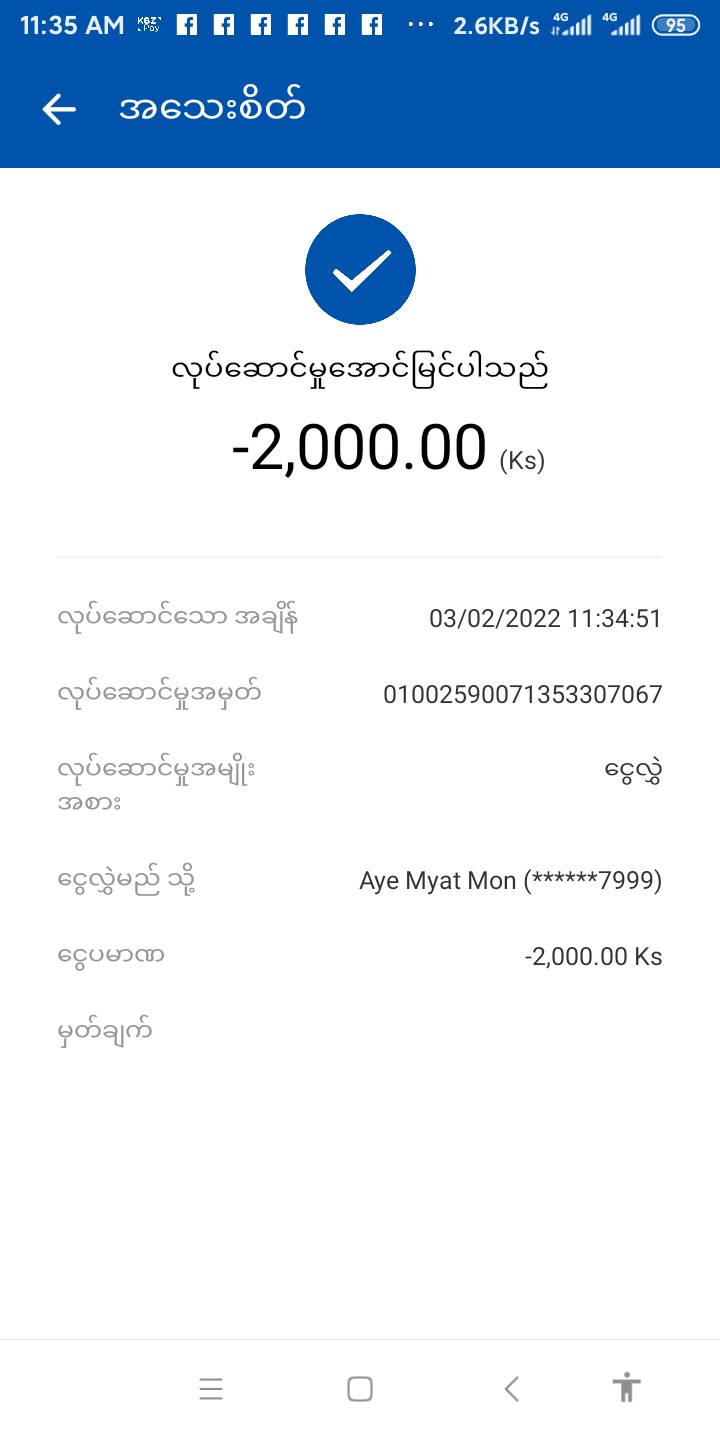 11:35 AM KBZ Pay 2.6KB/s 4G 4G 95
အသေးစိတ်
လုပ်ဆောင်မှုအောင်မြင်ပါသည်
-2,000.00 (Ks)
လုပ်ဆောင်သော အချိန် 03/02/2022 11:34:51
လုပ်ဆောင်မှုအမှတ် 01002590071353307067
လုပ်ဆောင်မှုအမျိုး ငွေလွှဲ
အစား
ငွေလွှဲမည် သို့ Aye Myat Mon (******7999)
ငွေပမာဏ -2,000.00 Ks
မှတ်ချက်